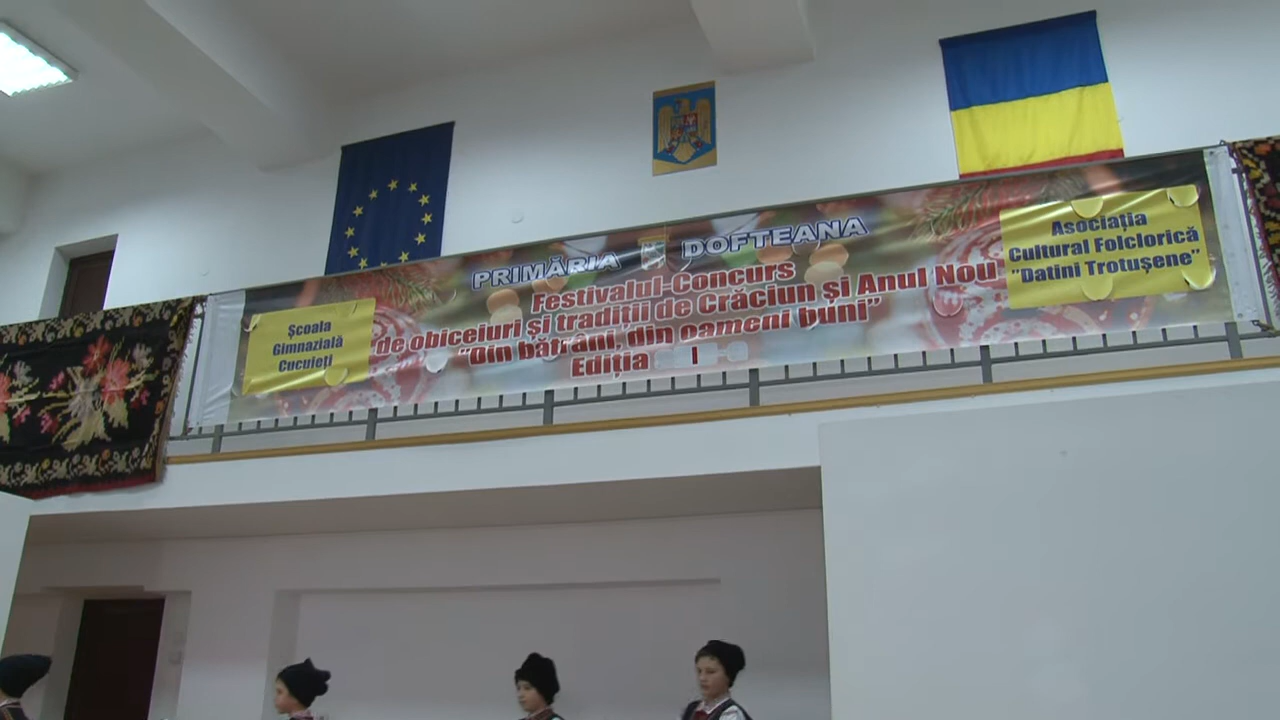 PRIMĂRIA DOFTEANA
Festivalul-Concurs
de obiceiuri și tradiții de Crăciun și Anul Nou
"Din bătrâni, din oameni buni"
Ediția I
Școala
Gimnazială
Cucuieți
Asociația
Cultural Folclorică
"Datini Trotușene"